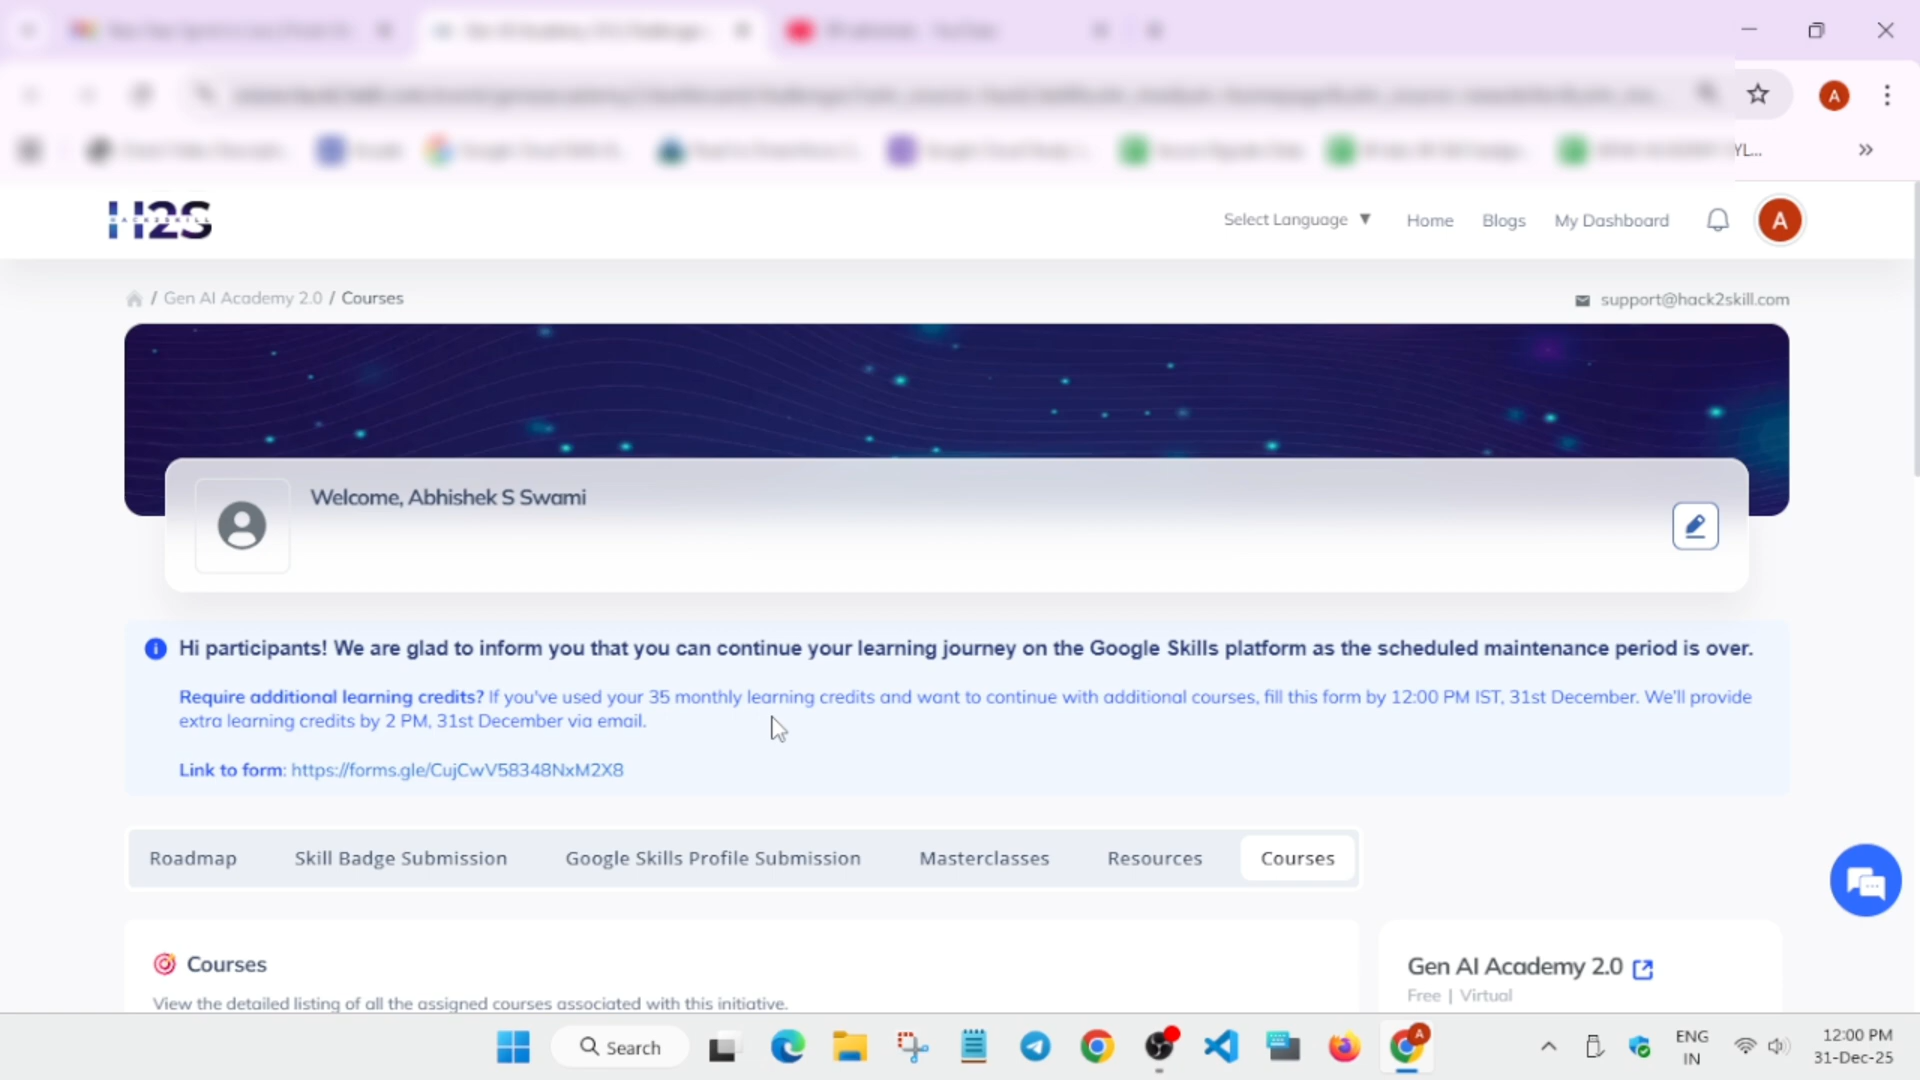 YL...
A
H2S
HACK2SKILL
Select Language ▼ Home Blogs My Dashboard A
/ Gen AI Academy 2.0 / Courses
support@hack2skill.com
Welcome, Abhishek S Swami
Hi participants! We are glad to inform you that you can continue your learning journey on the Google Skills platform as the scheduled maintenance period is over.
Require additional learning credits? If you've used your 35 monthly learning credits and want to continue with additional courses, fill this form by 12:00 PM IST, 31st December. We'll provide
extra learning credits by 2 PM, 31st December via email.
Link to form: https://forms.gle/CujCwV58348NxM2X8
Roadmap Skill Badge Submission Google Skills Profile Submission Masterclasses Resources Courses
Courses
View the detailed listing of all the assigned courses associated with this initiative.
Gen AI Academy 2.0
Free | Virtual
Search
A
ENG
IN
12:00 PM
31-Dec-25